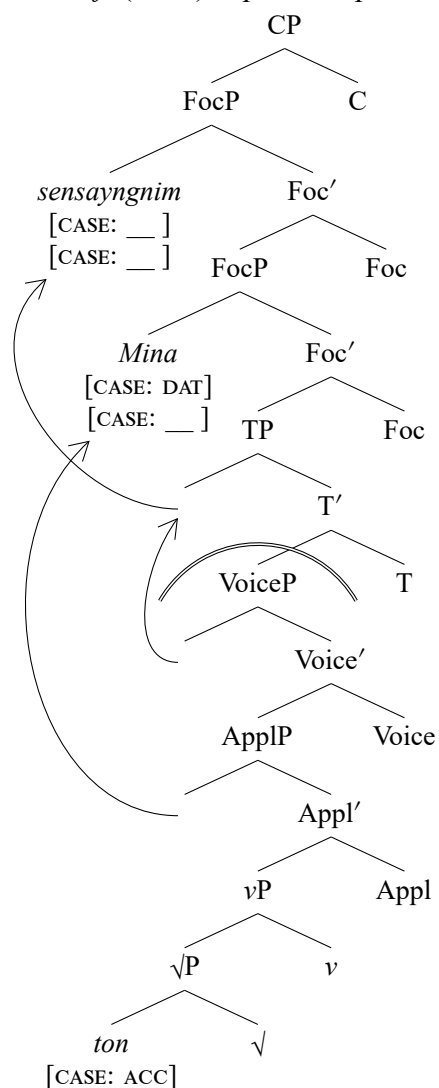 CP
FocP C
sensayngnim Foc′
[CASE: __ ]
[CASE: __ ]
FocP Foc
Mina Foc′
[CASE: DAT]
[CASE: __ ]
TP Foc
T′
VoiceP T
Voice′
ApplP Voice
Appl′
vP Appl
√P v
ton √
[CASE: ACC]